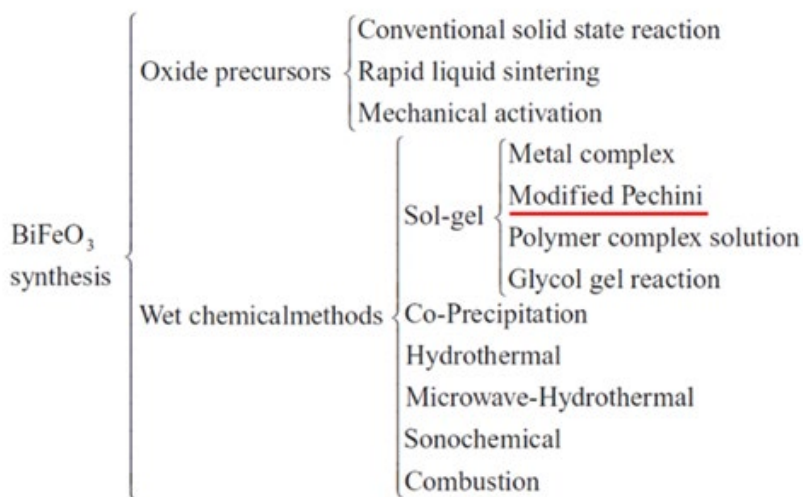 Conventional solid state reaction
Oxide precursors
Rapid liquid sintering
Mechanical activation
Metal complex
Modified Pechini
Sol-gel
Polymer complex solution
Glycol gel reaction
BiFeO₃
synthesis
Wet chemicalmethods
Co-Precipitation
Hydrothermal
Microwave-Hydrothermal
Sonochemical
Combustion